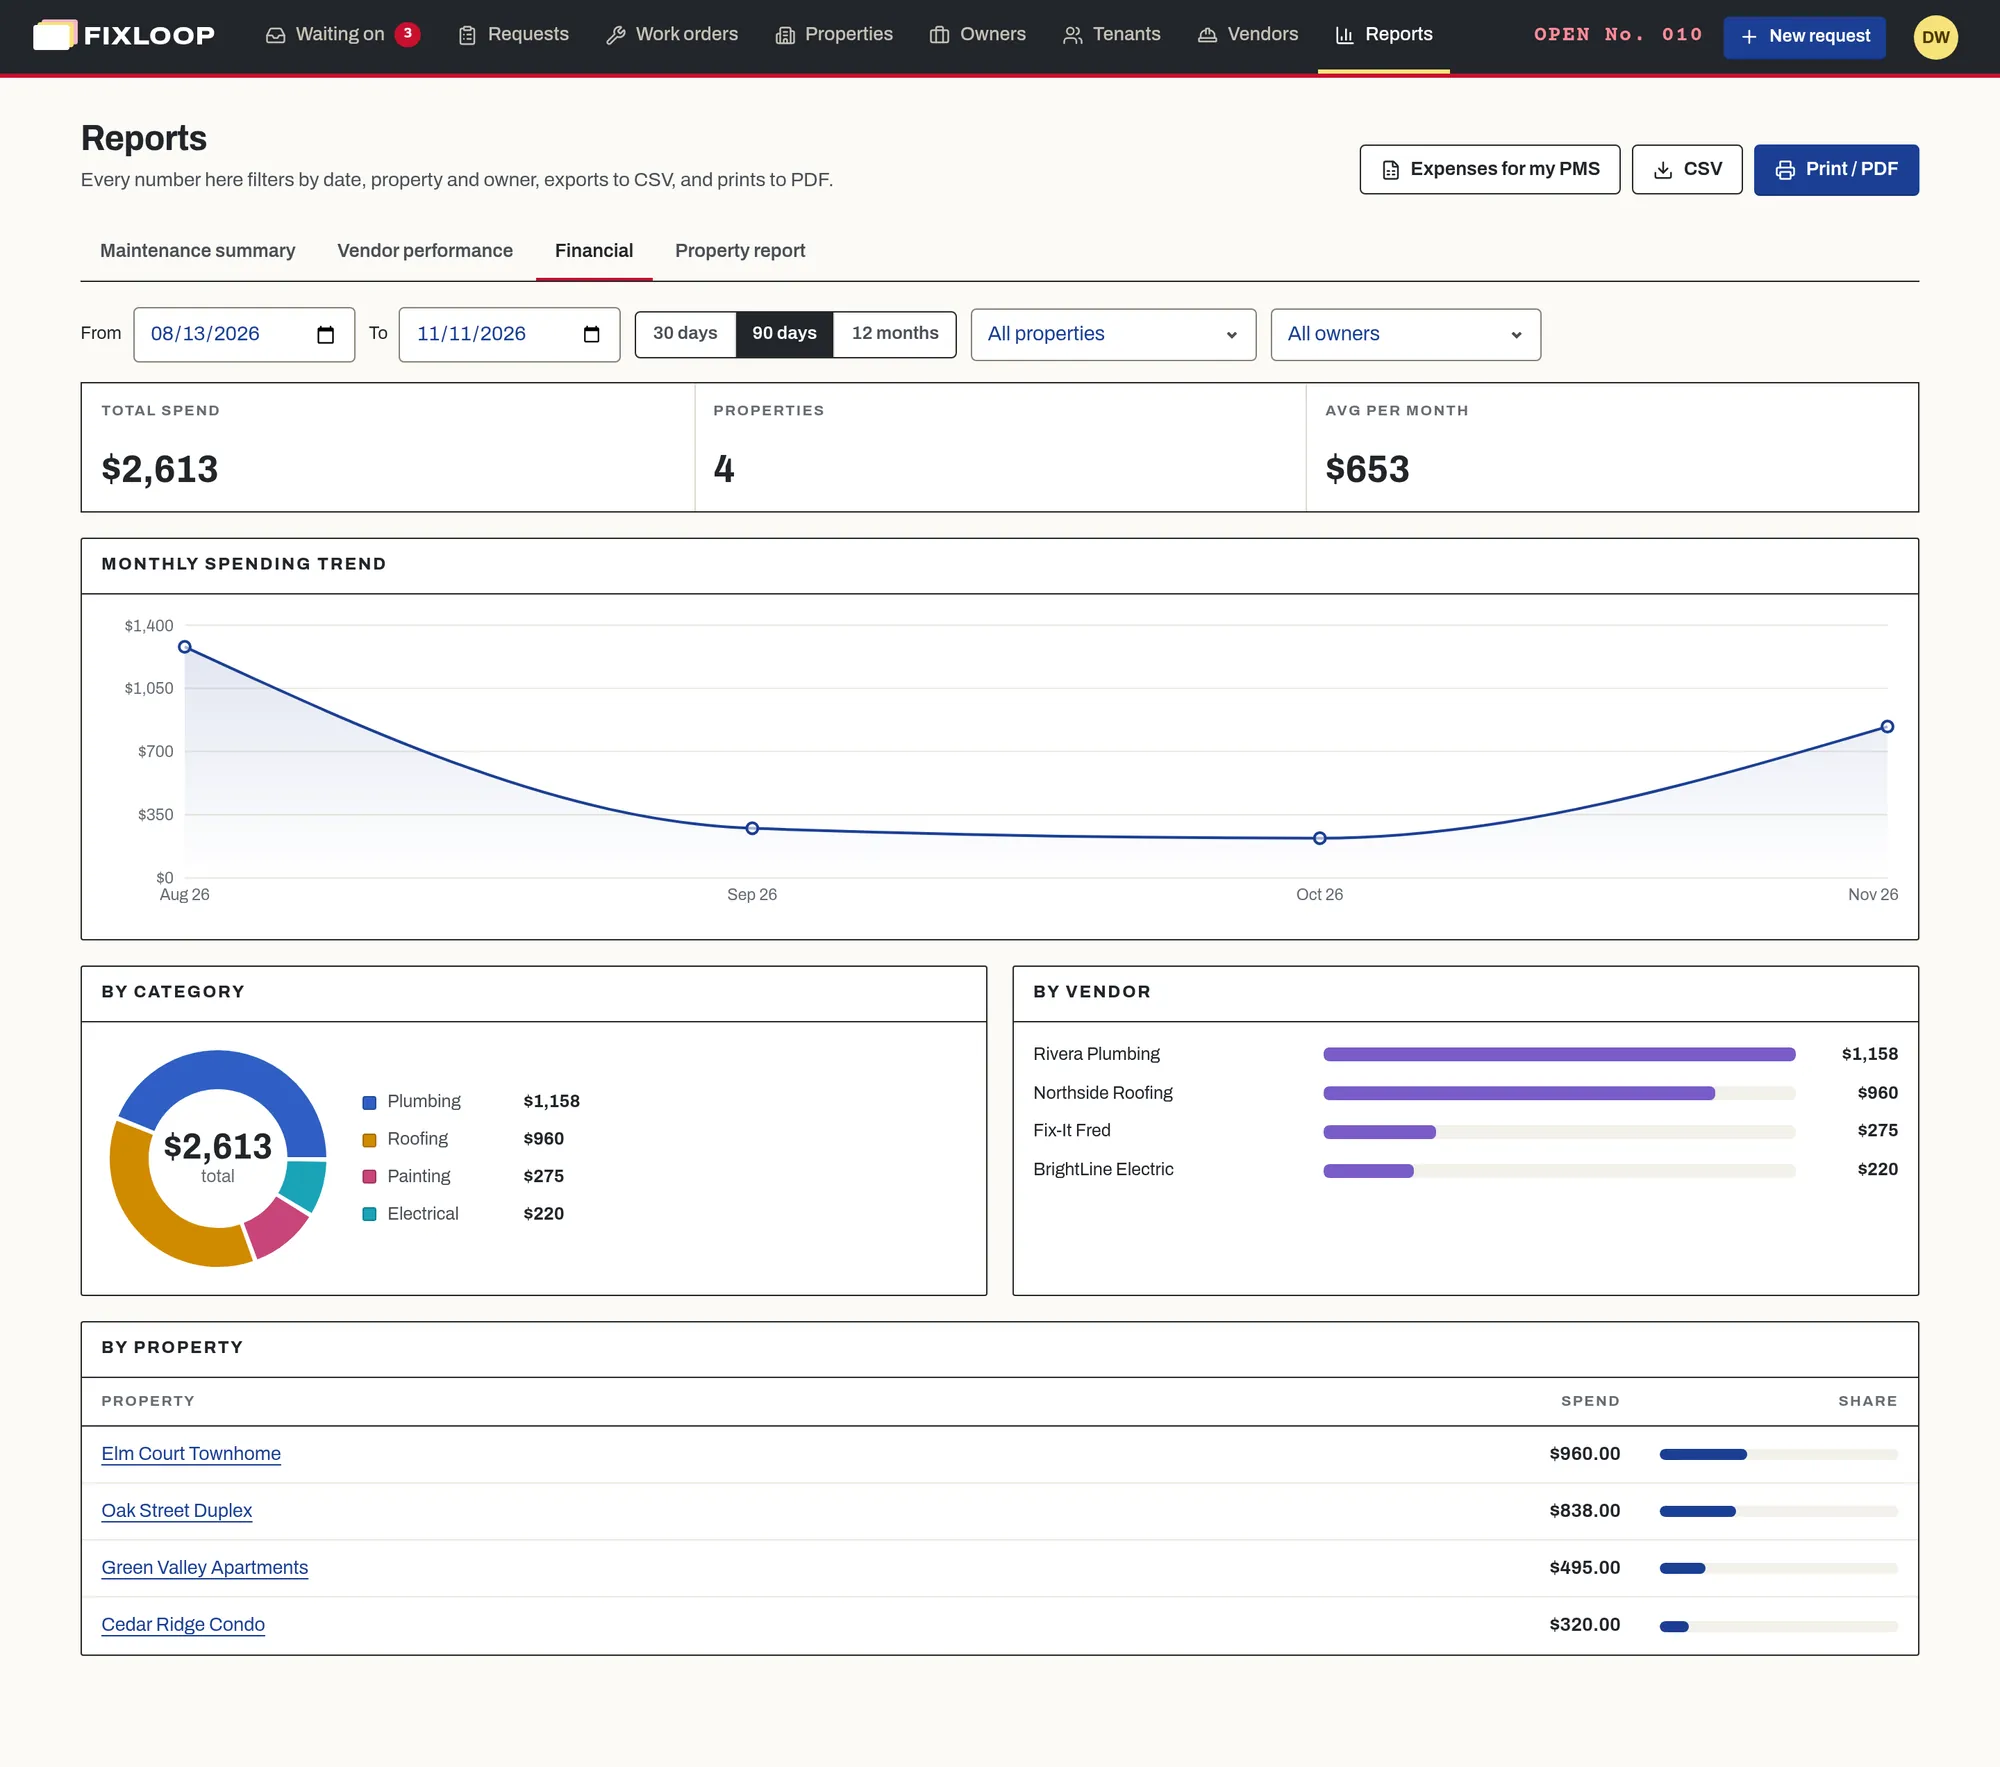 FIXLOOP
Waiting on 3
Requests
Work orders
Properties
Owners
Tenants
Vendors
Reports
OPEN No. 010
New request
DW
Reports
Every number here filters by date, property and owner, exports to CSV, and prints to PDF.
Expenses for my PMS
CSV
Print / PDF
Maintenance summary
Vendor performance
Financial
Property report
From
08/13/2026
To
11/11/2026
30 days
90 days
12 months
All properties
All owners
TOTAL SPEND
$2,613
PROPERTIES
4
AVG PER MONTH
$653
MONTHLY SPENDING TREND
$1,400
$1,050
$700
$350
$0
Aug 26
Sep 26
Oct 26
Nov 26
BY CATEGORY
$2,613
total
Plumbing $1,158
Roofing $960
Painting $275
Electrical $220
BY VENDOR
Rivera Plumbing $1,158
Northside Roofing $960
Fix-It Fred $275
BrightLine Electric $220
BY PROPERTY
PROPERTY SPEND SHARE
Elm Court Townhome $960.00
Oak Street Duplex $838.00
Green Valley Apartments $495.00
Cedar Ridge Condo $320.00